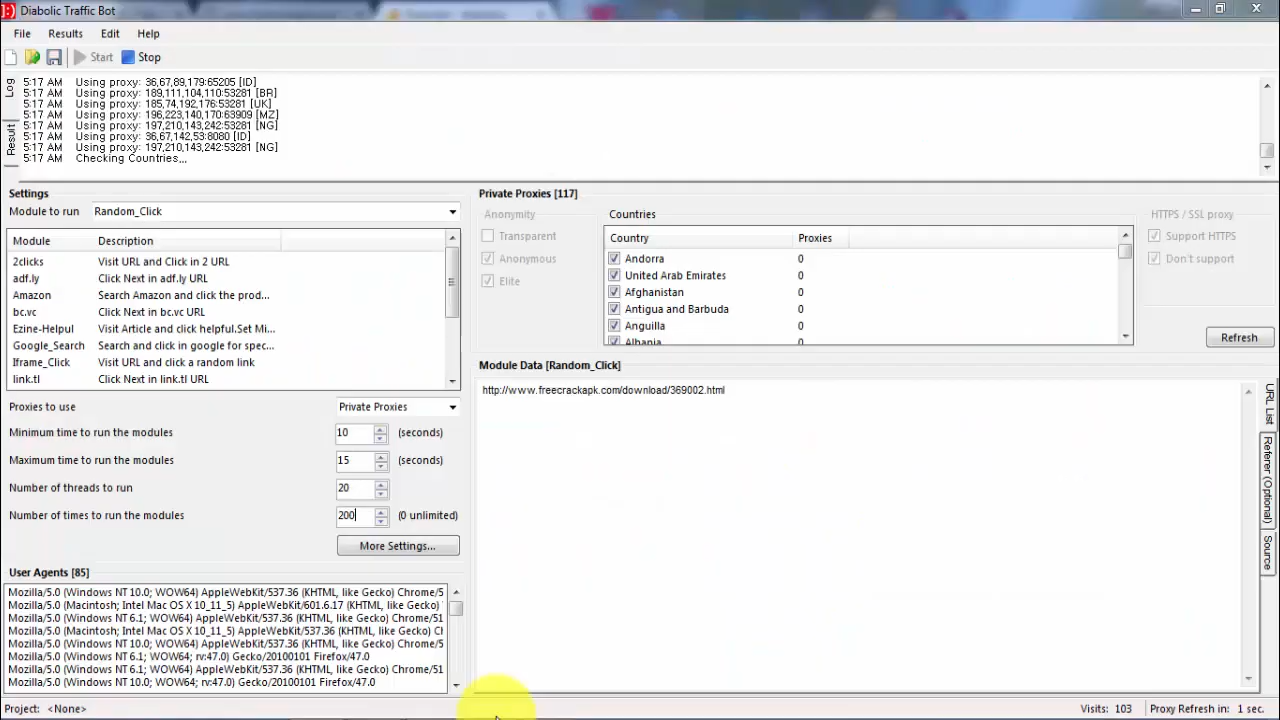 Diabolic Traffic Bot
File Results Edit Help
Start Stop
Log
Result
5:17 AM Using proxy: 36,67,89,179:65205 [ID]
5:17 AM Using proxy: 189,111,104,110:53281 [BR]
5:17 AM Using proxy: 185,74,192,176:53281 [UK]
5:17 AM Using proxy: 196,223,140,170:63909 [MZ]
5:17 AM Using proxy: 197,210,143,242:53281 [NG]
5:17 AM Using proxy: 36,67,142,53:8080 [ID]
5:17 AM Using proxy: 197,210,143,242:53281 [NG]
5:17 AM Checking Countries,,,
Settings
Module to run Random_Click
Module Description
2clicks Visit URL and Click in 2 URL
adf.ly Click Next in adf.ly URL
Amazon Search Amazon and click the prod...
bc.vc Click Next in bc.vc URL
Ezine-Helpul Visit Article and click helpful.Set Mi...
Google_Search Search and click in google for spec...
Iframe_Click Visit URL and click a random link
link.tl Click Next in link.tl URL
Proxies to use Private Proxies
Minimum time to run the modules 10 (seconds)
Maximum time to run the modules 15 (seconds)
Number of threads to run 20
Number of times to run the modules 200 (0 unlimited)
More Settings...
User Agents [85]
Mozilla/5.0 (Windows NT 10.0; WOW64) AppleWebKit/537.36 (KHTML, like Gecko) Chrome/5
Mozilla/5.0 (Macintosh; Intel Mac OS X 10_11_5) AppleWebKit/601.6.17 (KHTML, like Gecko)
Mozilla/5.0 (Windows NT 6.1; WOW64) AppleWebKit/537.36 (KHTML, like Gecko) Chrome/51
Mozilla/5.0 (Macintosh; Intel Mac OS X 10_11_5) AppleWebKit/537.36 (KHTML, like Gecko)
Mozilla/5.0 (Windows NT 10.0; WOW64) AppleWebKit/537.36 (KHTML, like Gecko) Chrome/5
Mozilla/5.0 (Windows NT 6.1; WOW64; rv:47.0) Gecko/20100101 Firefox/47.0
Mozilla/5.0 (Windows NT 6.1; WOW64) AppleWebKit/537.36 (KHTML, like Gecko) Chrome/51
Mozilla/5.0 (Windows NT 10.0; WOW64; rv:47.0) Gecko/20100101 Firefox/47.0
Private Proxies [117]
Anonymity
Transparent
Anonymous
Elite
Countries
Country Proxies
Andorra 0
United Arab Emirates 0
Afghanistan 0
Antigua and Barbuda 0
Anguilla 0
Albania 0
HTTPS / SSL proxy
Support HTTPS
Don't support
Refresh
Module Data [Random_Click]
http://www.freecrackapk.com/download/369002.html
URL List
Referer (Optional)
Source
Project: <None>
Visits: 103 Proxy Refresh in: 1 sec.